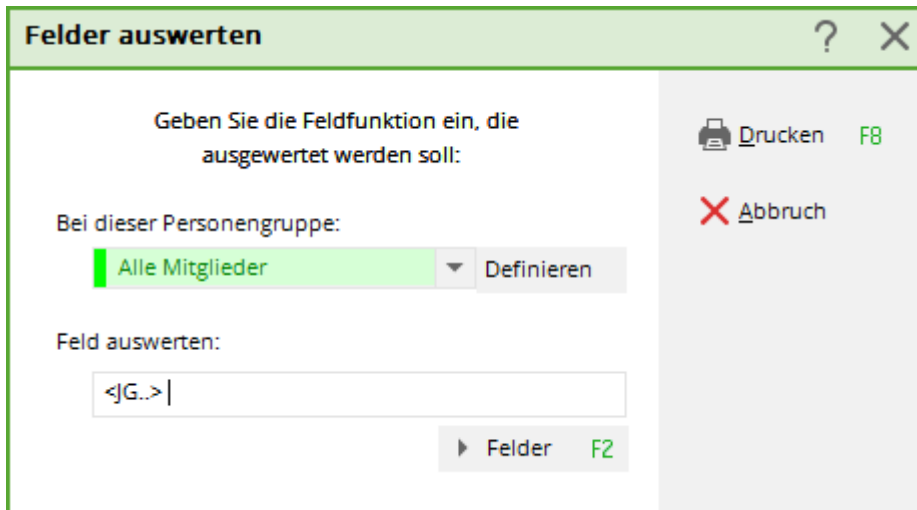 Felder auswerten
Geben Sie die Feldfunktion ein, die
ausgewertet werden soll:
Bei dieser Personengruppe:
Alle Mitglieder
Definieren
Feld auswerten:
<JG..>
Felder F2
Drucken F8
Abbruch